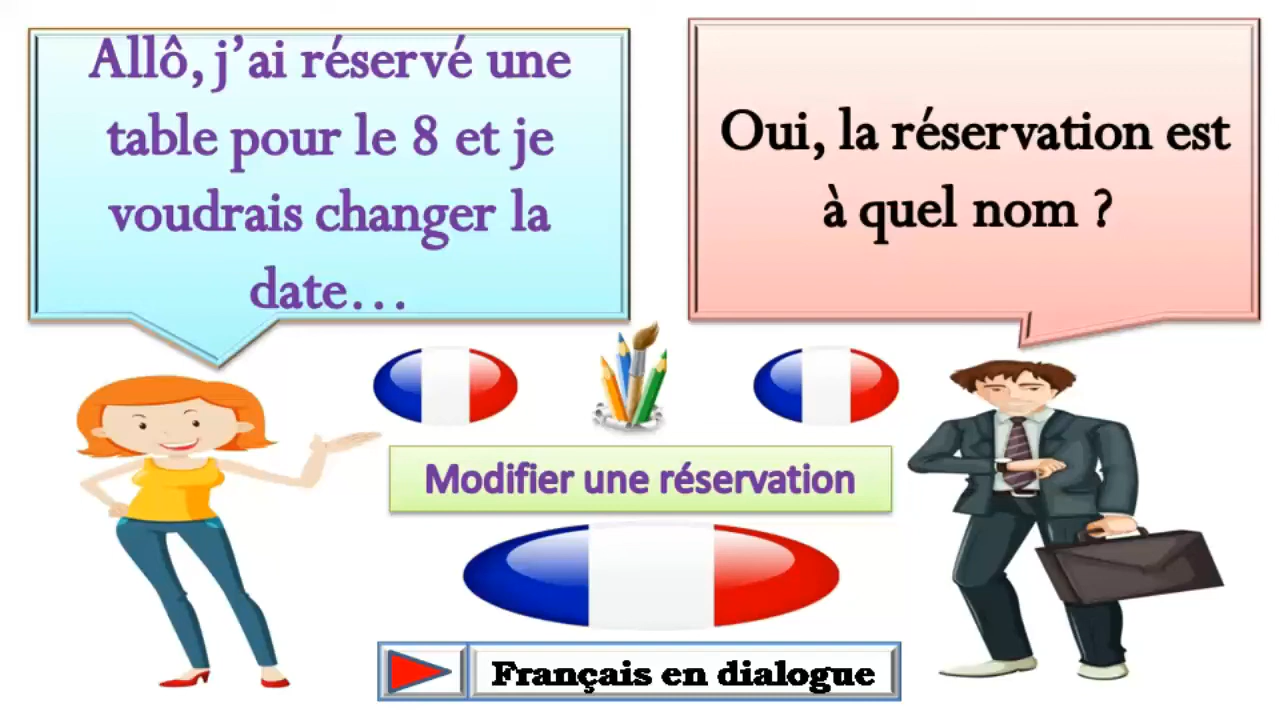 Allô, j’ai réservé une
table pour le 8 et je
voudrais changer la
date…
Oui, la réservation est
à quel nom ?
Modifier une réservation
Français en dialogue